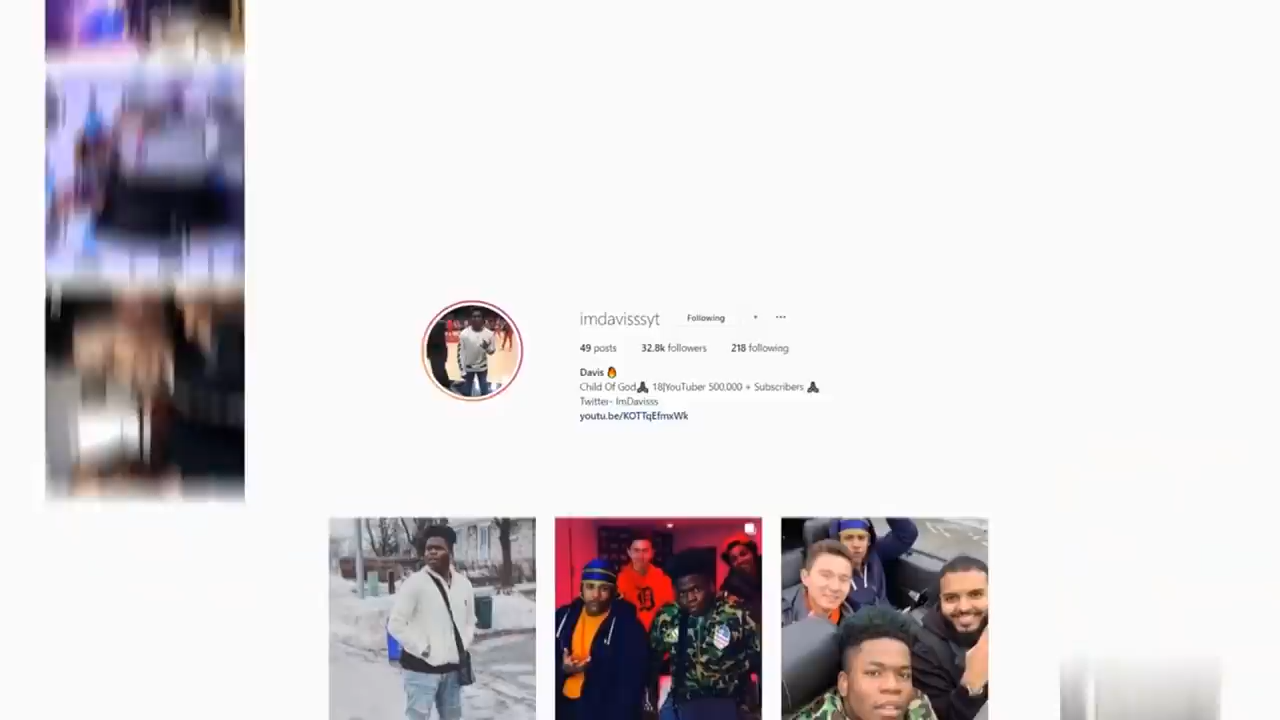 imdavisssyt Following ...
49 posts 32.8k followers 218 following
Davis 🔥
Child Of God🙏🏿 18|YouTuber 500,000 + Subscribers 🙏🏿
Twitter- ImDavisss
youtu.be/KOTTqEfmxWk